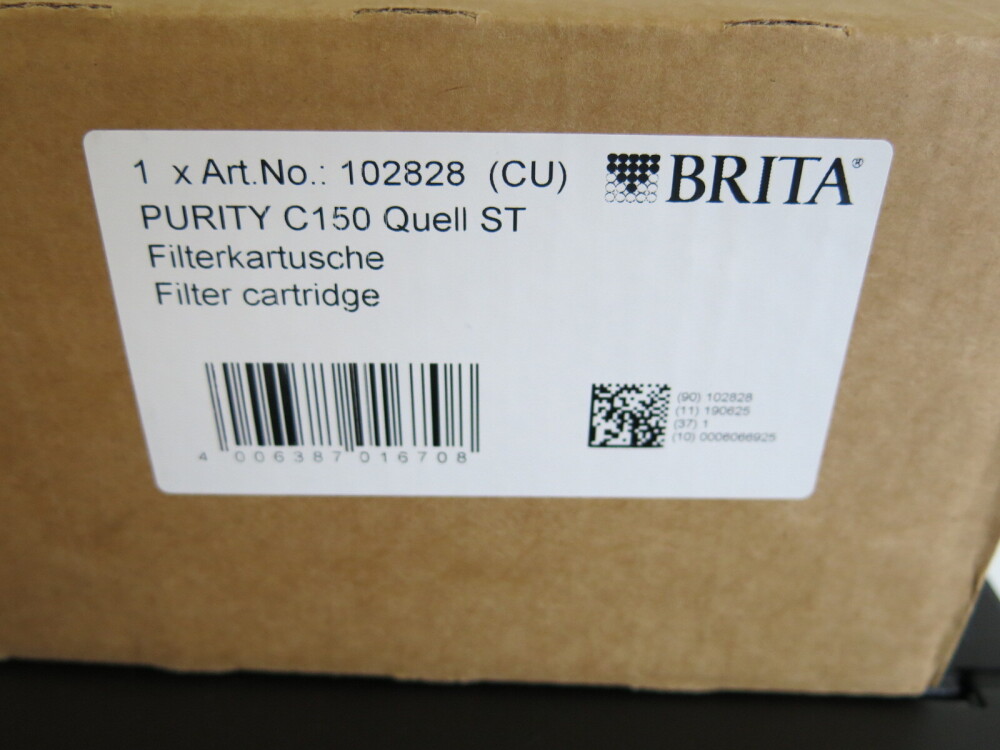 1 x Art.No.: 102828 (CU)
BRITA®
PURITY C150 Quell ST
Filterkartusche
Filter cartridge
4 006387 016708
(90) 102828
(11) 190625
(37) 1
(10) 0006066925